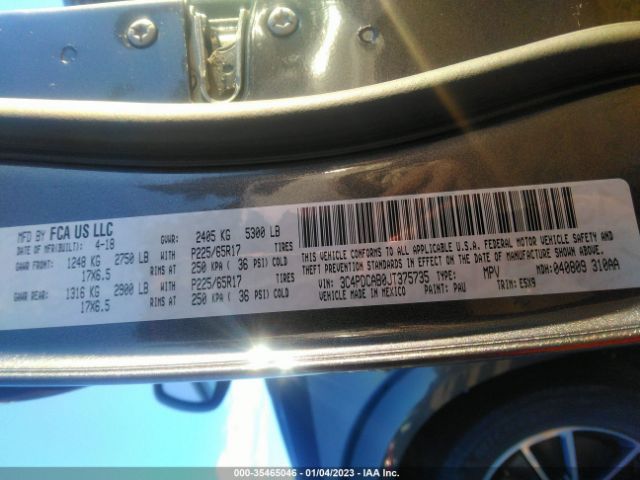 MFD BY FCA US LLC
DATE OF MFR(BUILT): 4-18 GVWR: 2405 KG 5300 LB
GAWR FRONT: 1248 KG 2750 LB WITH P225/65R17 TIRES
17X6.5 RIMS AT 250 KPA ( 36 PSI) COLD
GAWR REAR: 1316 KG 2900 LB WITH P225/65R17 TIRES
17X6.5 RIMS AT 250 KPA ( 36 PSI) COLD
THIS VEHICLE CONFORMS TO ALL APPLICABLE U.S.A. FEDERAL MOTOR VEHICLE SAFETY AND
THEFT PREVENTION STANDARDS IN EFFECT ON THE DATE OF MANUFACTURE SHOWN ABOVE.
VIN: 3C4PDCAB0JT375735 TYPE: MPV MDH: 040809 310AA
VEHICLE MADE IN MEXICO PAINT: PAU TRIM: E5X9
000-35465046 - 01/04/2023 - IAA Inc.